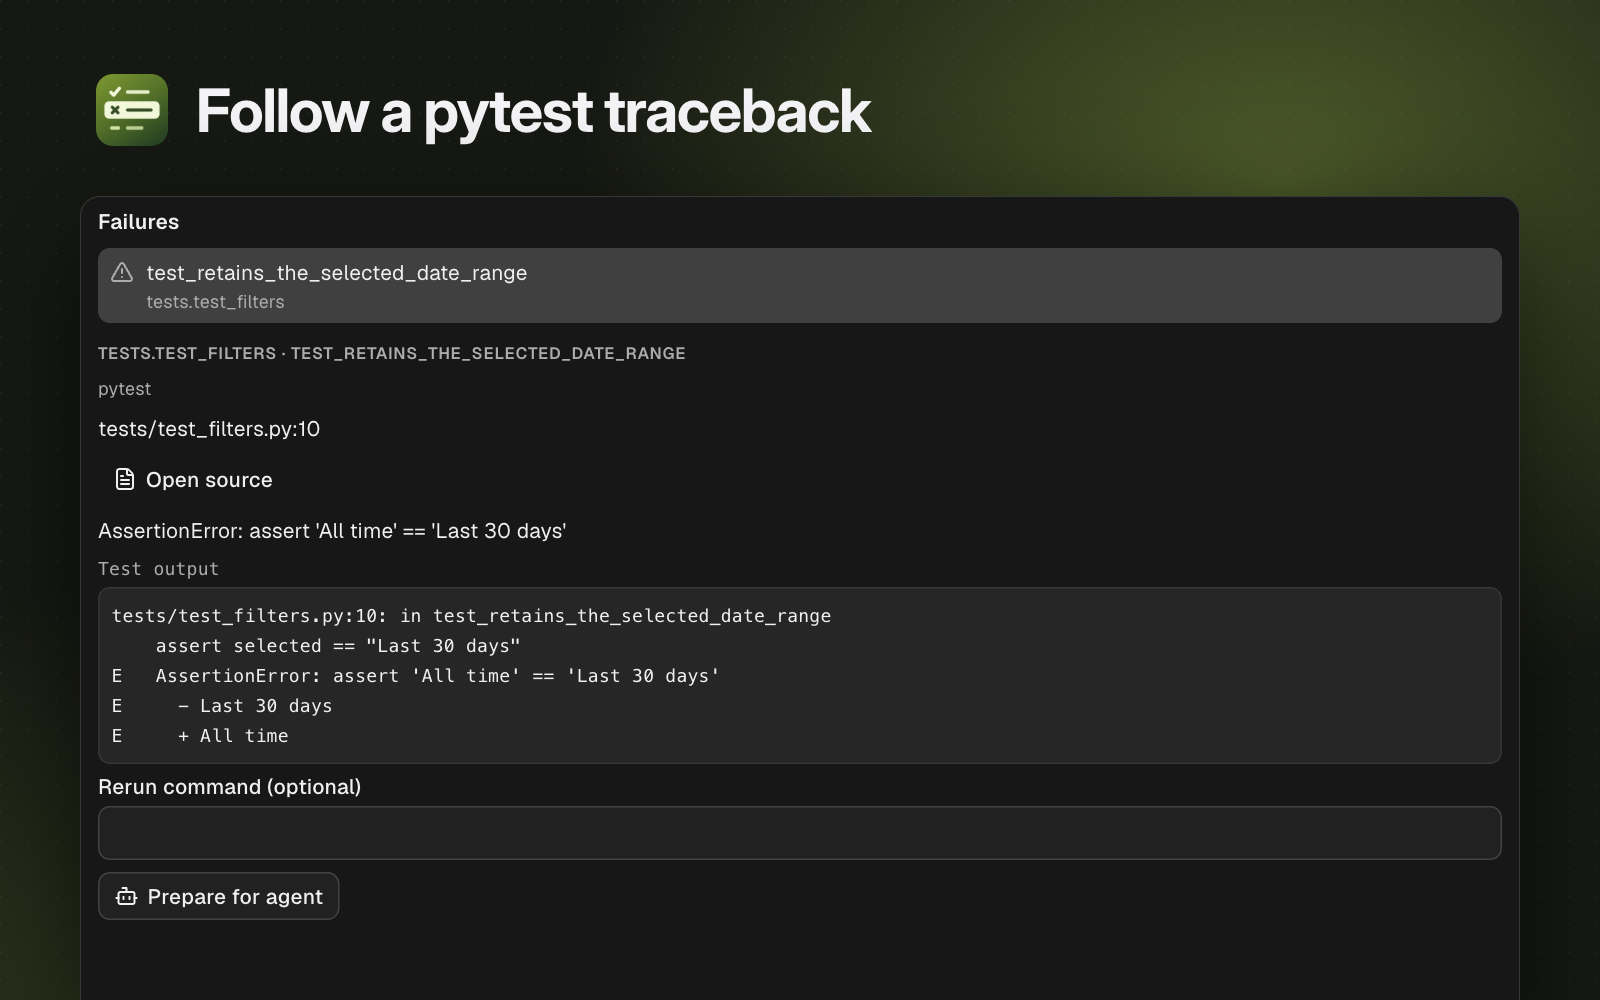 Follow a pytest traceback
Failures
test_retains_the_selected_date_range
tests.test_filters
TESTS.TEST_FILTERS · TEST_RETAINS_THE_SELECTED_DATE_RANGE
pytest
tests/test_filters.py:10
Open source
AssertionError: assert 'All time' == 'Last 30 days'
Test output
tests/test_filters.py:10: in test_retains_the_selected_date_range
    assert selected == "Last 30 days"
E   AssertionError: assert 'All time' == 'Last 30 days'
E     - Last 30 days
E     + All time
Rerun command (optional)
Prepare for agent